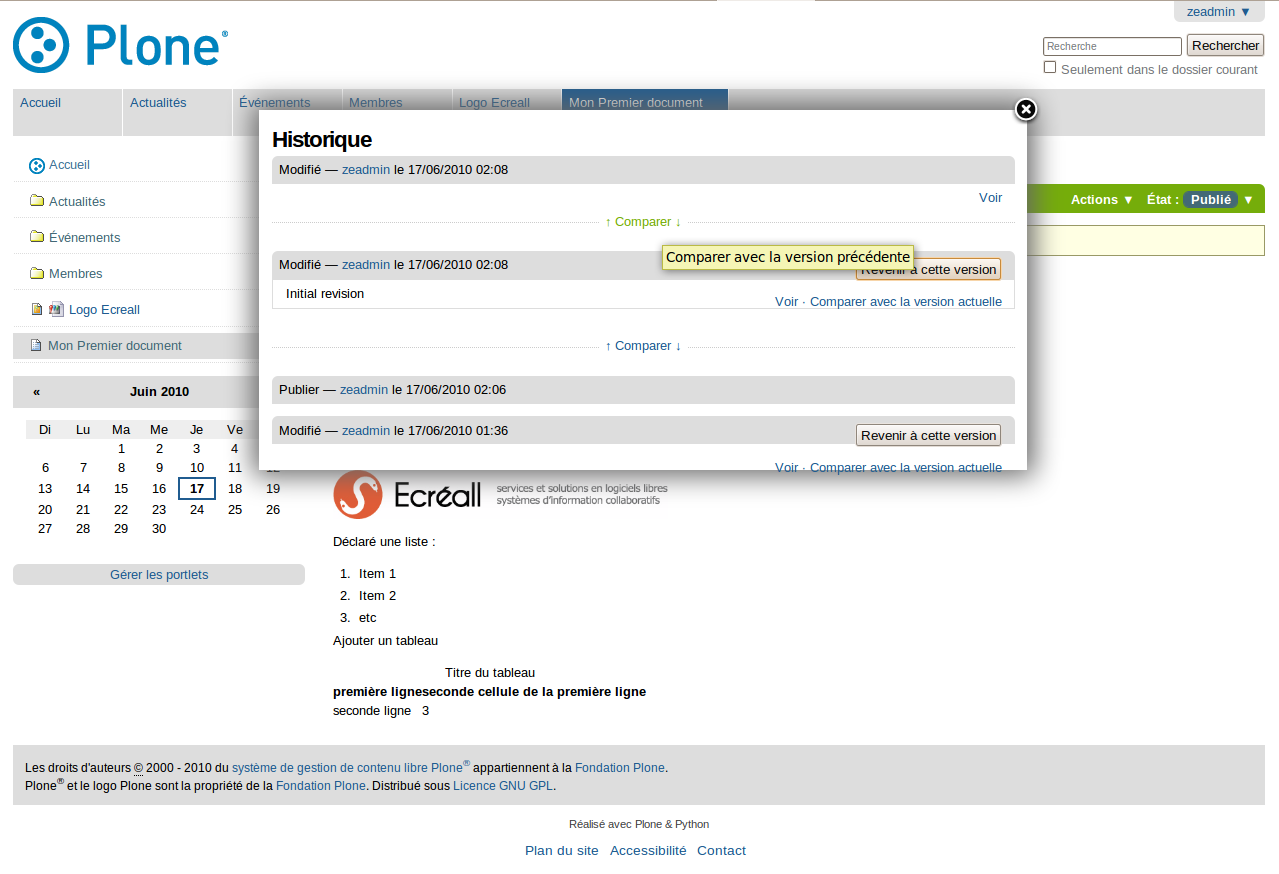 zeadmin ▼
Plone®
Recherche Rechercher
Seulement dans le dossier courant
Accueil Actualités Événements Membres Logo Ecreall Mon Premier document
Accueil
Actualités
Événements
Membres
Logo Ecreall
Mon Premier document
« Juin 2010
Di Lu Ma Me Je Ve
1 2 3 4
6 7 8 9 10 11 12
13 14 15 16 17 18 19
20 21 22 23 24 25 26
27 28 29 30
Gérer les portlets
Actions ▼ État : Publié ▼
Historique
Modifié — zeadmin le 17/06/2010 02:08
Voir
↑ Comparer ↓
Comparer avec la version précédente
Modifié — zeadmin le 17/06/2010 02:08
Revenir à cette version
Initial revision
Voir · Comparer avec la version actuelle
↑ Comparer ↓
Publier — zeadmin le 17/06/2010 02:06
Modifié — zeadmin le 17/06/2010 01:36
Revenir à cette version
Voir · Comparer avec la version actuelle
Ecréall services et solutions en logiciels libres
systèmes d'information collaboratifs
Déclaré une liste :
1. Item 1
2. Item 2
3. etc
Ajouter un tableau
Titre du tableau
première ligneseconde cellule de la première ligne
seconde ligne 3
Les droits d'auteurs © 2000 - 2010 du système de gestion de contenu libre Plone® appartiennent à la Fondation Plone.
Plone® et le logo Plone sont la propriété de la Fondation Plone. Distribué sous Licence GNU GPL.
Réalisé avec Plone & Python
Plan du site Accessibilité Contact